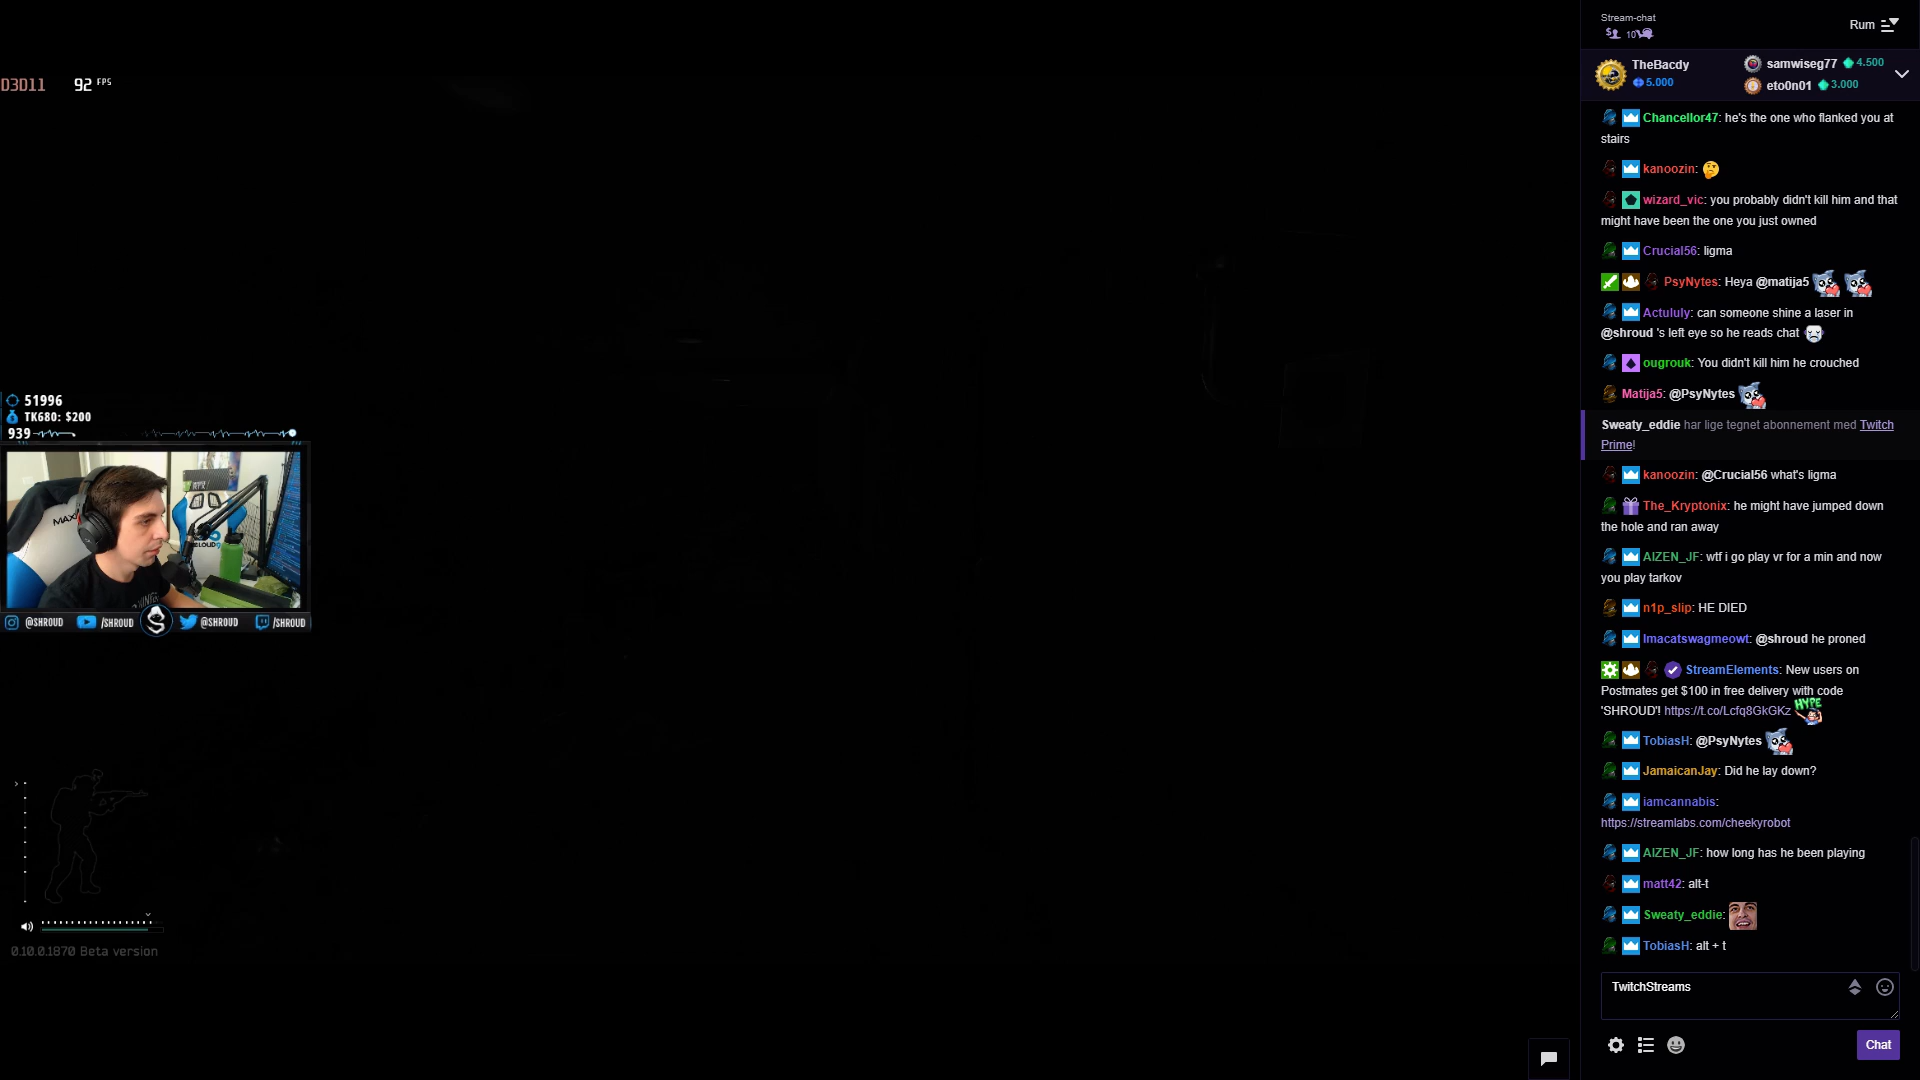 D3D11 92 FPS
51996
TK680: $200
939
MAX
CLOUD9
@SHROUD /SHROUD @SHROUD /SHROUD
0.10.0.1870 Beta version
Stream-chat
Rum
10
TheBacdy
5.000
samwiseg77 4.500
eto0n01 3.000
Chancellor47: he's the one who flanked you at
stairs
kanoozin:
wizard_vic: you probably didn't kill him and that
might have been the one you just owned
Crucial56: ligma
PsyNytes: Heya @matija5
Actululy: can someone shine a laser in
@shroud 's left eye so he reads chat
ougrouk: You didn't kill him he crouched
Matija5: @PsyNytes
Sweaty_eddie har lige tegnet abonnement med Twitch
Prime!
kanoozin: @Crucial56 what's ligma
The_Kryptonix: he might have jumped down
the hole and ran away
AIZEN_JF: wtf i go play vr for a min and now
you play tarkov
n1p_slip: HE DIED
Imacatswagmeowt: @shroud he proned
StreamElements: New users on
Postmates get $100 in free delivery with code
'SHROUD'! https://t.co/Lcfq8GkGKz HYPE
TobiasH: @PsyNytes
JamaicanJay: Did he lay down?
iamcannabis:
https://streamlabs.com/cheekyrobot
AIZEN_JF: how long has he been playing
matt42: alt-t
Sweaty_eddie:
TobiasH: alt + t
TwitchStreams
Chat